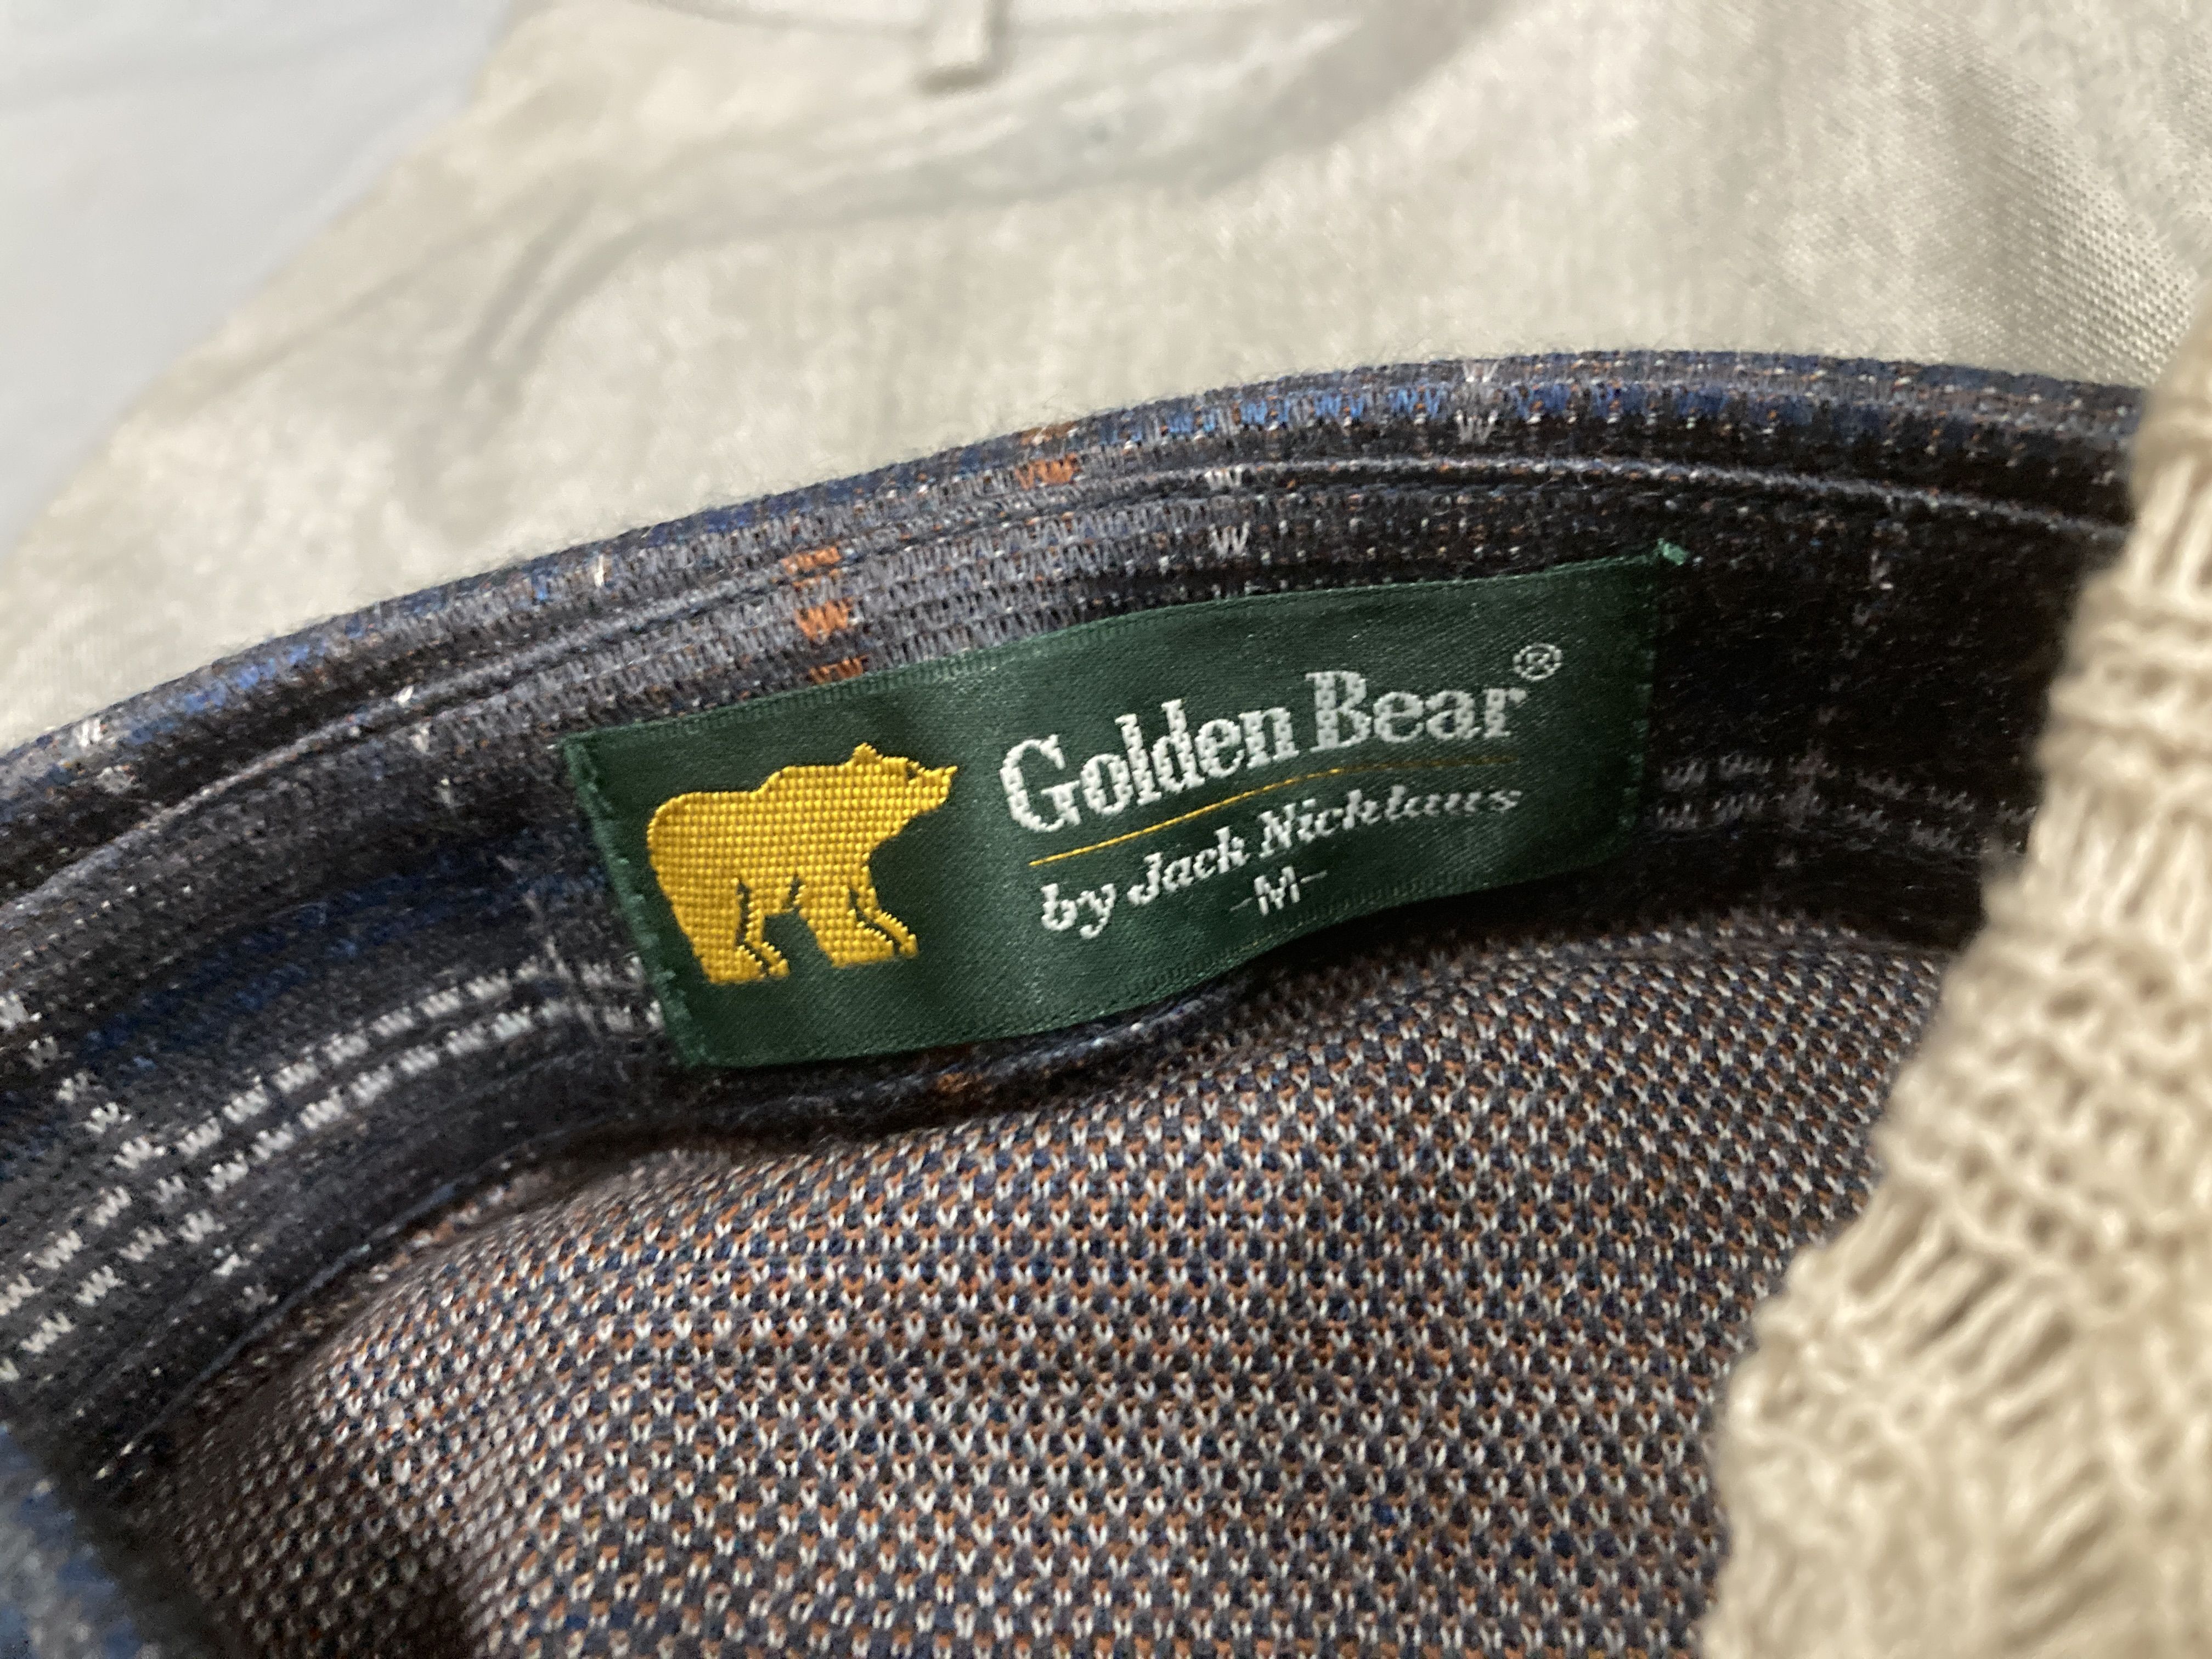 Golden Bear®
by Jack Nicklaus
-M-